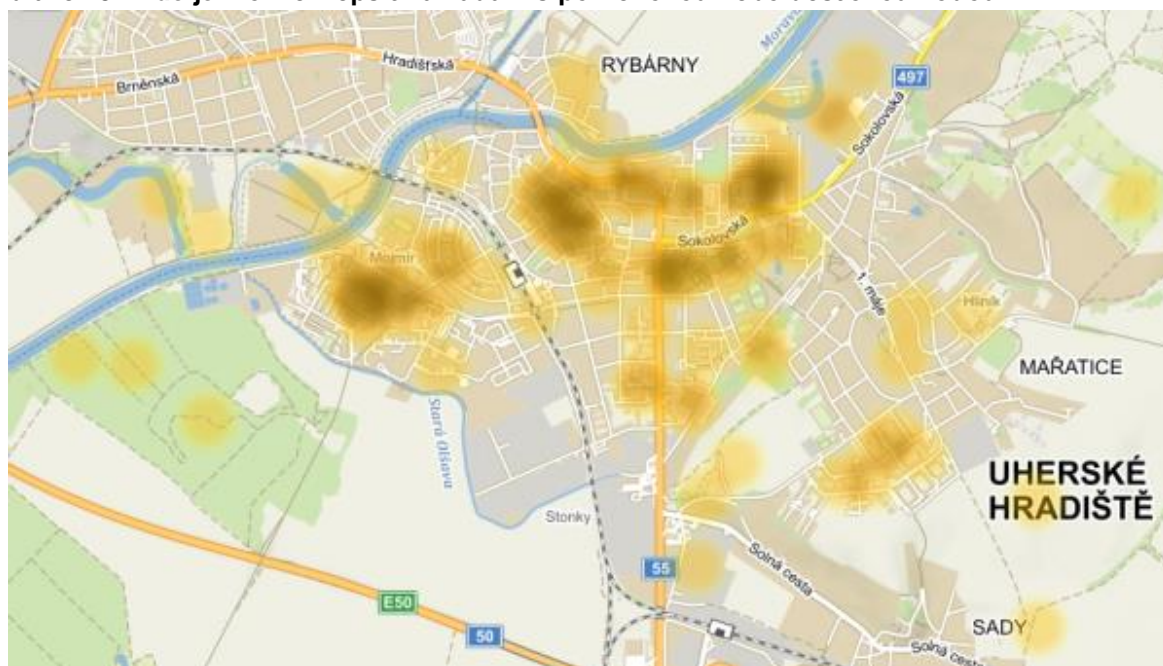 Morava
RYBÁRNY
Hradišťská
497
Brněnská
Sokolovská
Sokolovská
Mojmír
1. máje
Hliník
MAŘATICE
Stará Olšava
UHERSKÉ
HRADIŠTĚ
Stonky
Solná cesta
55
E50
50
SADY
Solná cesta